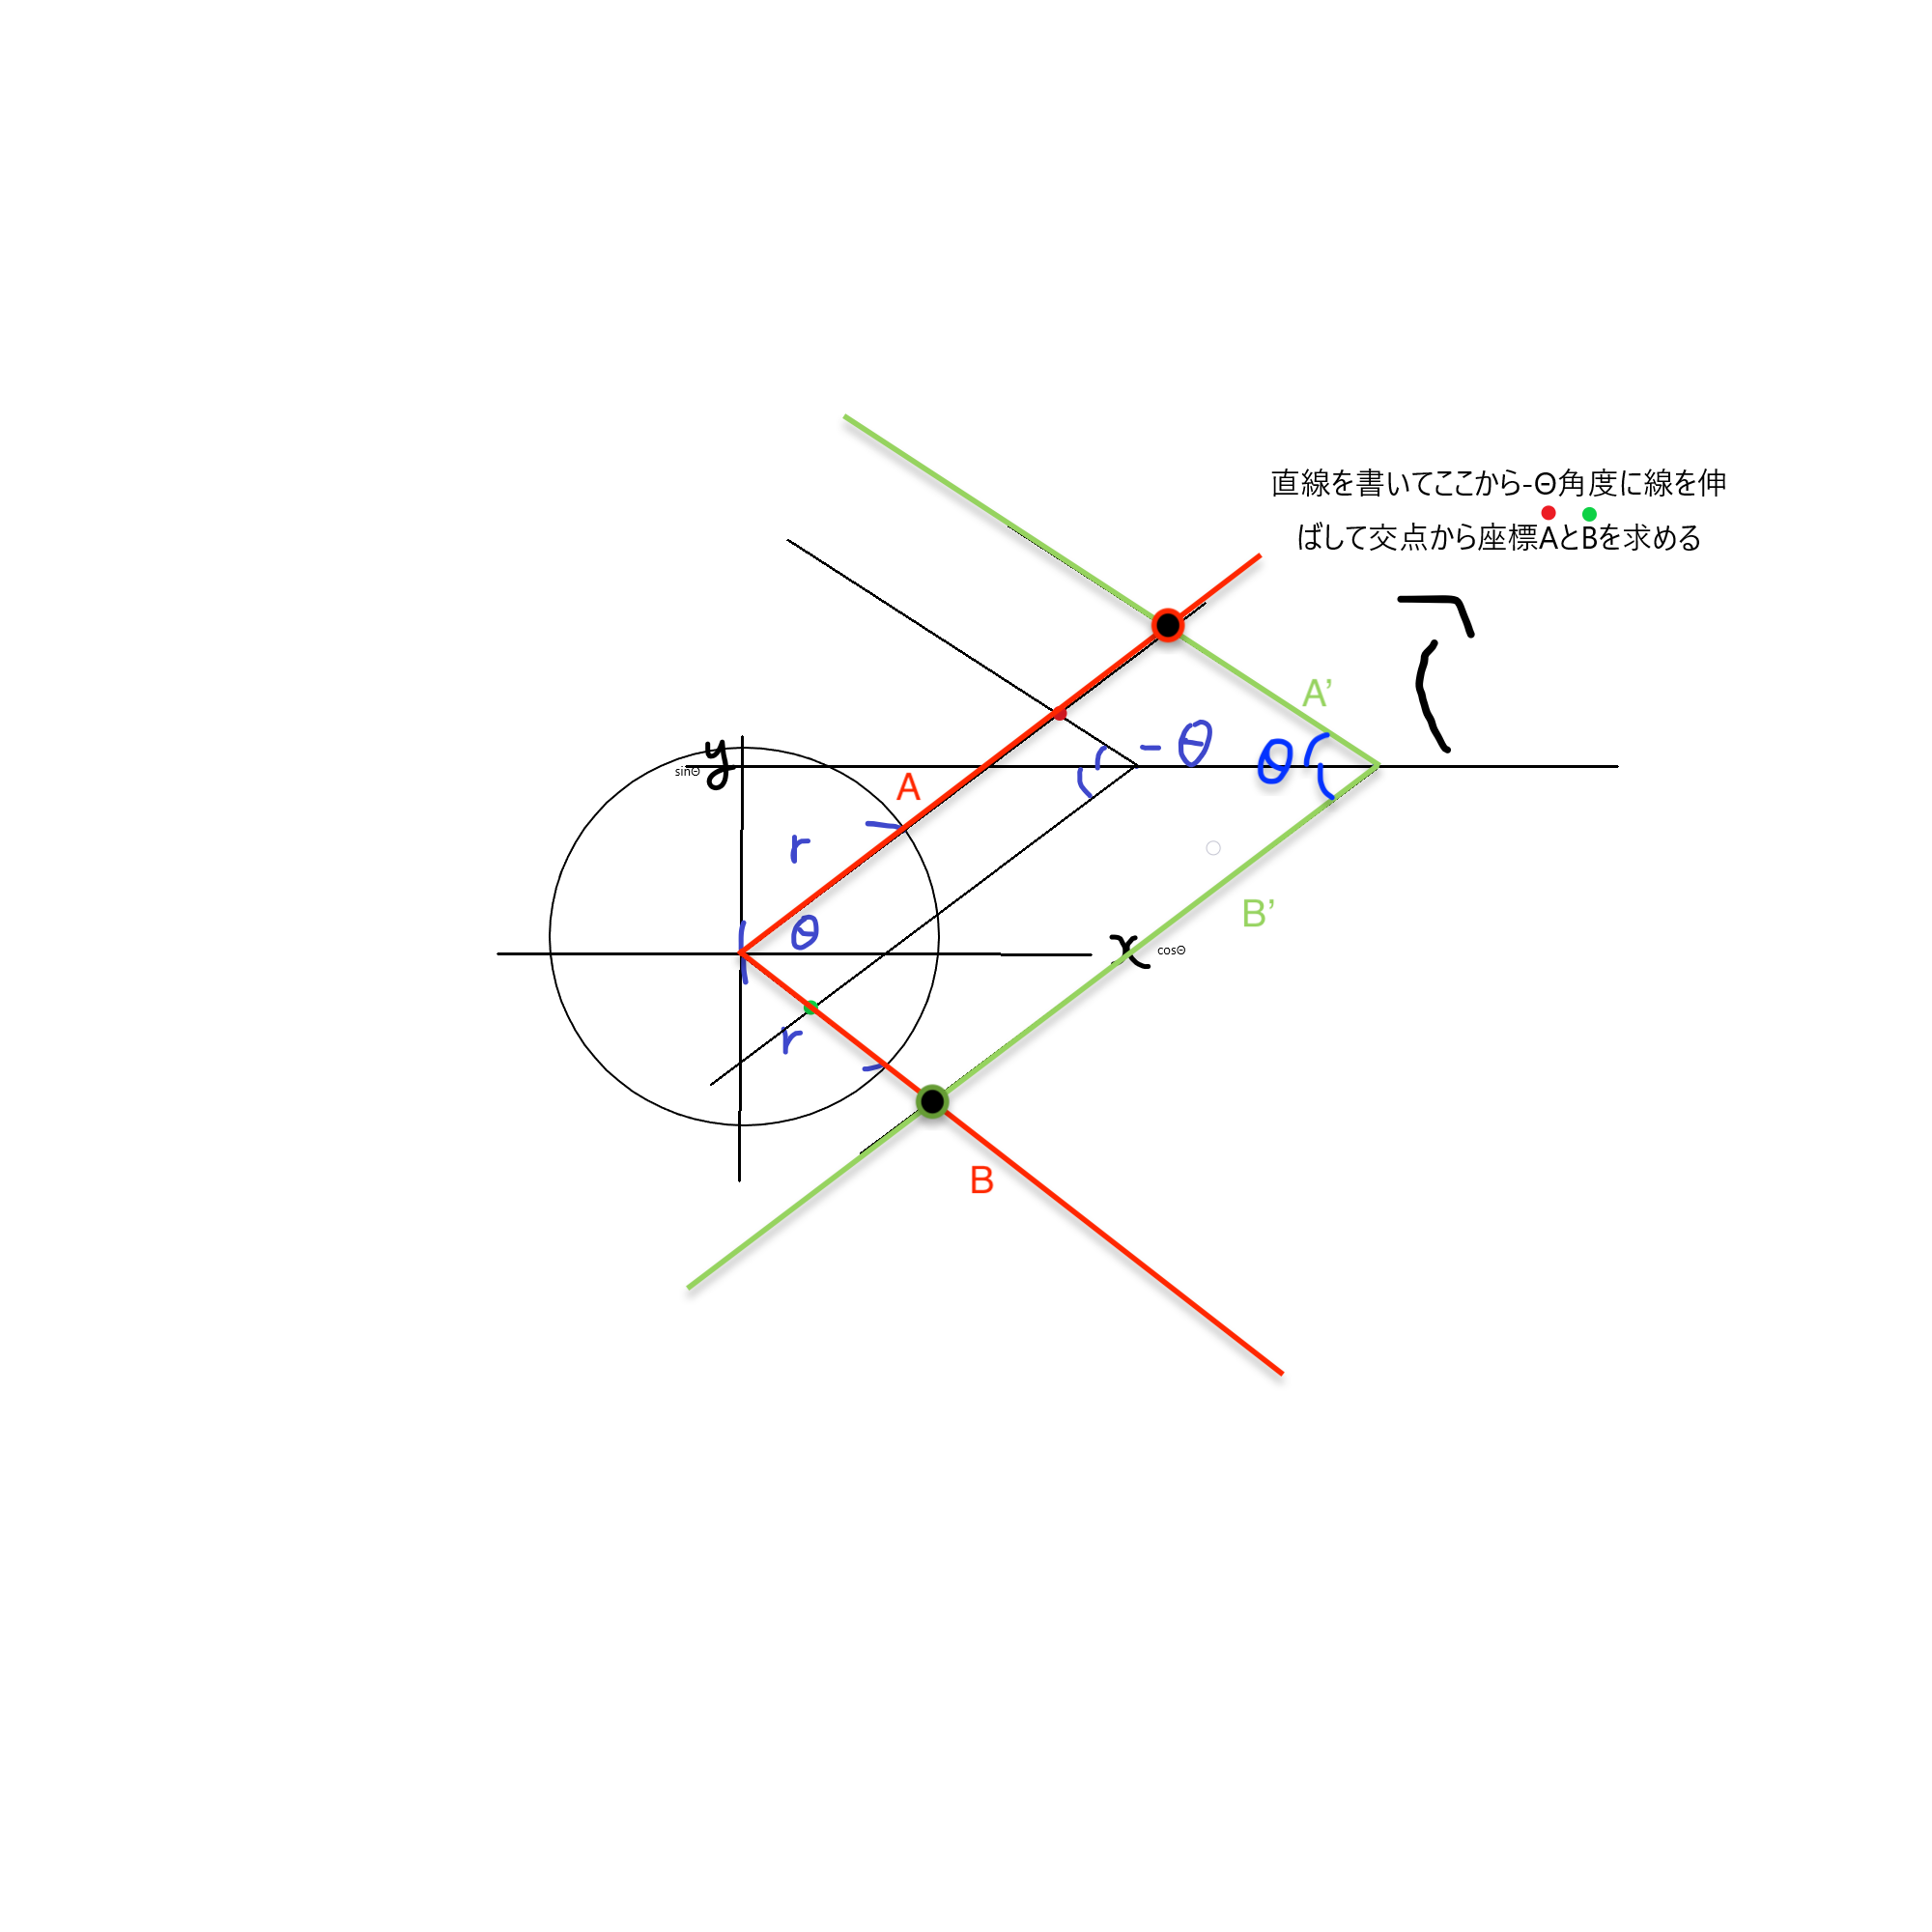 直線を書いてここから-Θ角度に線を伸
ばして交点から座標AとBを求める
A’
- θ
θ
y
sinΘ
A
r
θ
B’
x
cosΘ
r
B